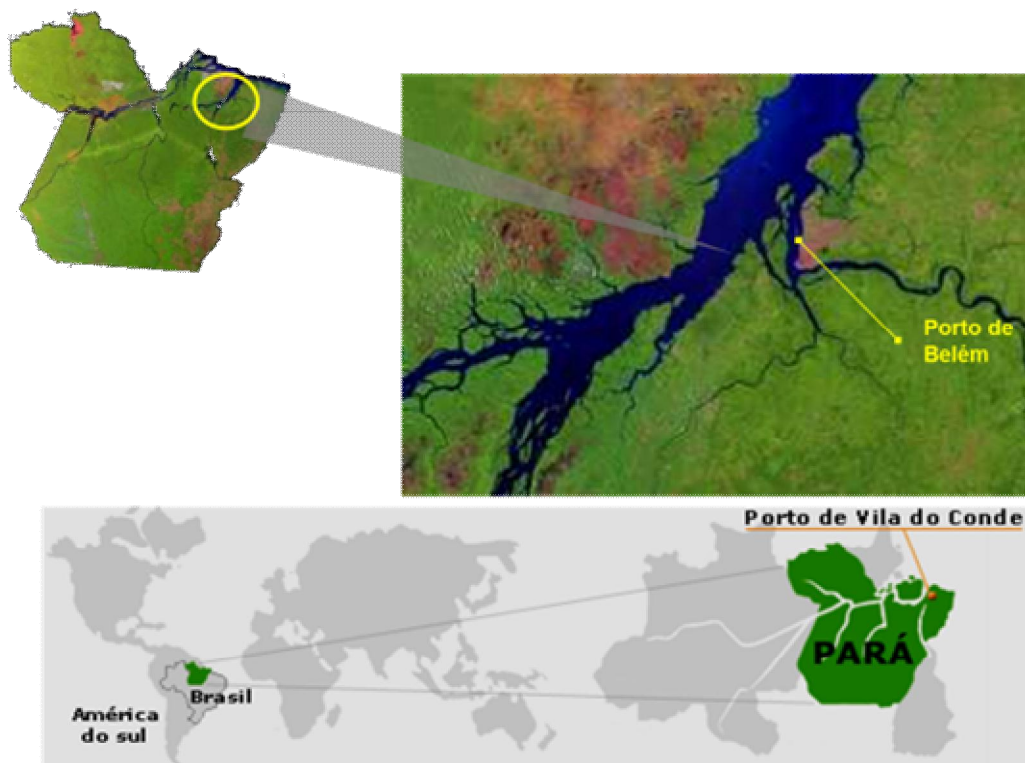 Porto de
Belém
Porto de Vila do Conde
PARÁ
Brasil
América
do sul